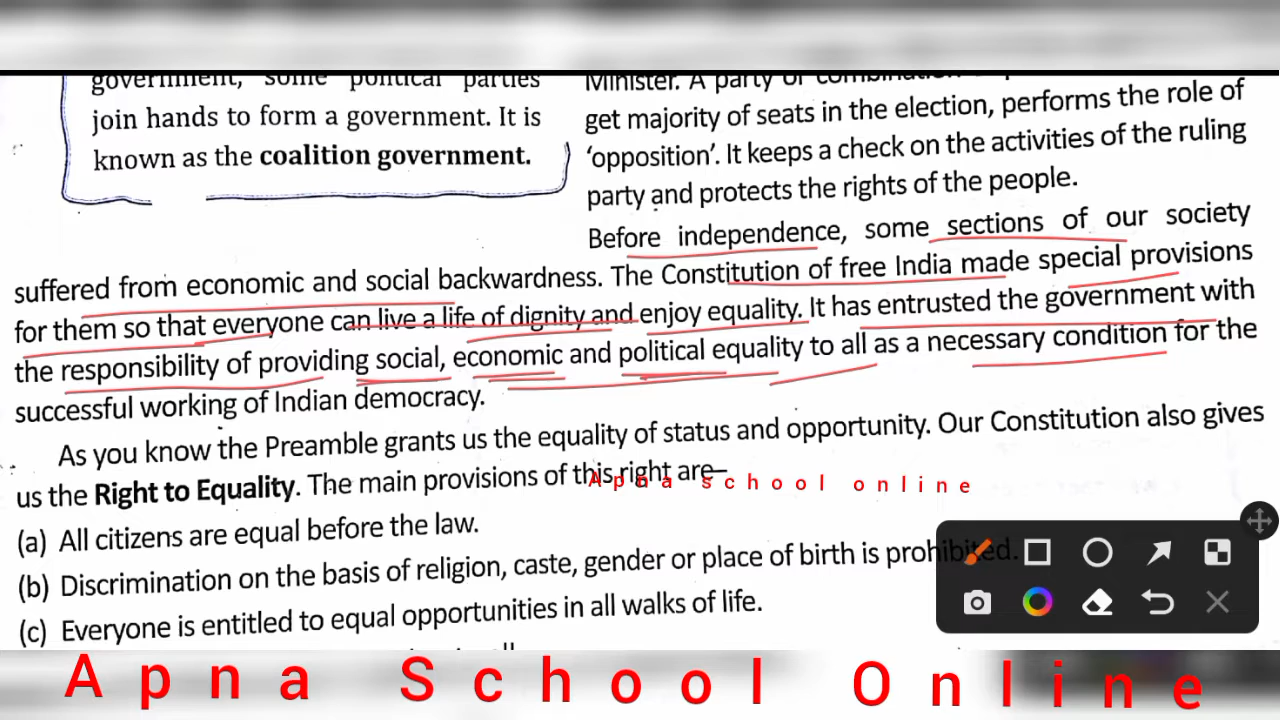 government, some political parties
join hands to form a government. It is
known as the coalition government.
Minister. A party or combination
get majority of seats in the election, performs the role of
'opposition'. It keeps a check on the activities of the ruling
party and protects the rights of the people.
Before independence, some sections of our society
suffered from economic and social backwardness. The Constitution of free India made special provisions
for them so that everyone can live a life of dignity and enjoy equality. It has entrusted the government with
the responsibility of providing social, economic and political equality to all as a necessary condition for the
successful working of Indian democracy.
As you know the Preamble grants us the equality of status and opportunity. Our Constitution also gives
us the Right to Equality. The main provisions of this right are—
Apna school online
(a) All citizens are equal before the law.
(b) Discrimination on the basis of religion, caste, gender or place of birth is prohibited.
(c) Everyone is entitled to equal opportunities in all walks of life.
Apna School Online